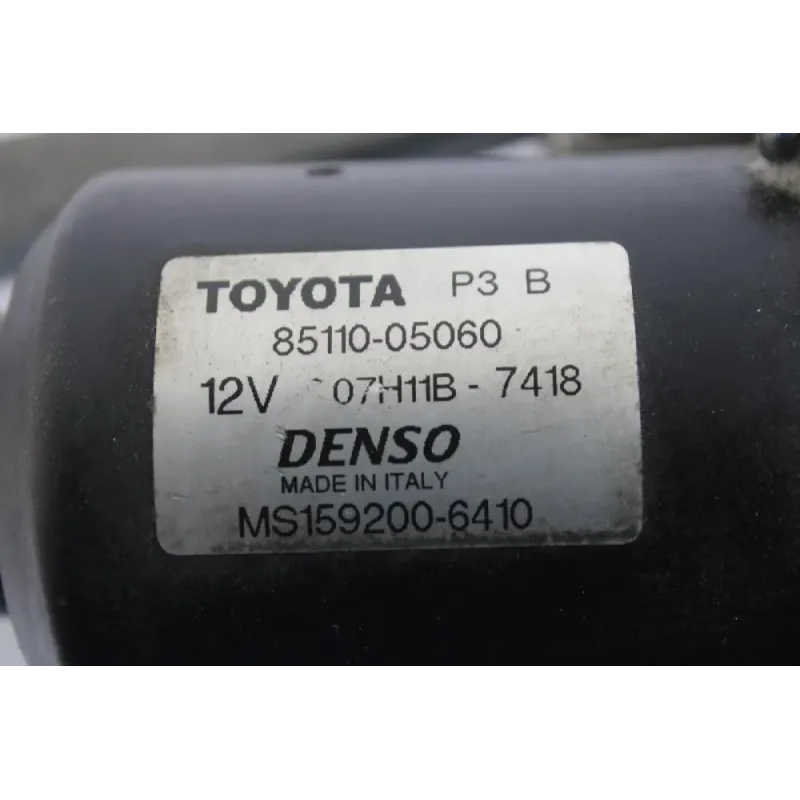 TOYOTA P3 B
85110-05060
12V 07H11B-7418
DENSO
MADE IN ITALY
MS159200-6410